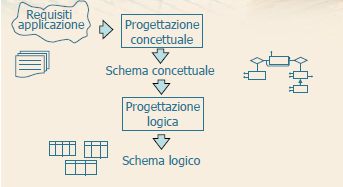 Requisiti
applicazione
Progettazione
concettuale
Schema concettuale
Progettazione
logica
Schema logico